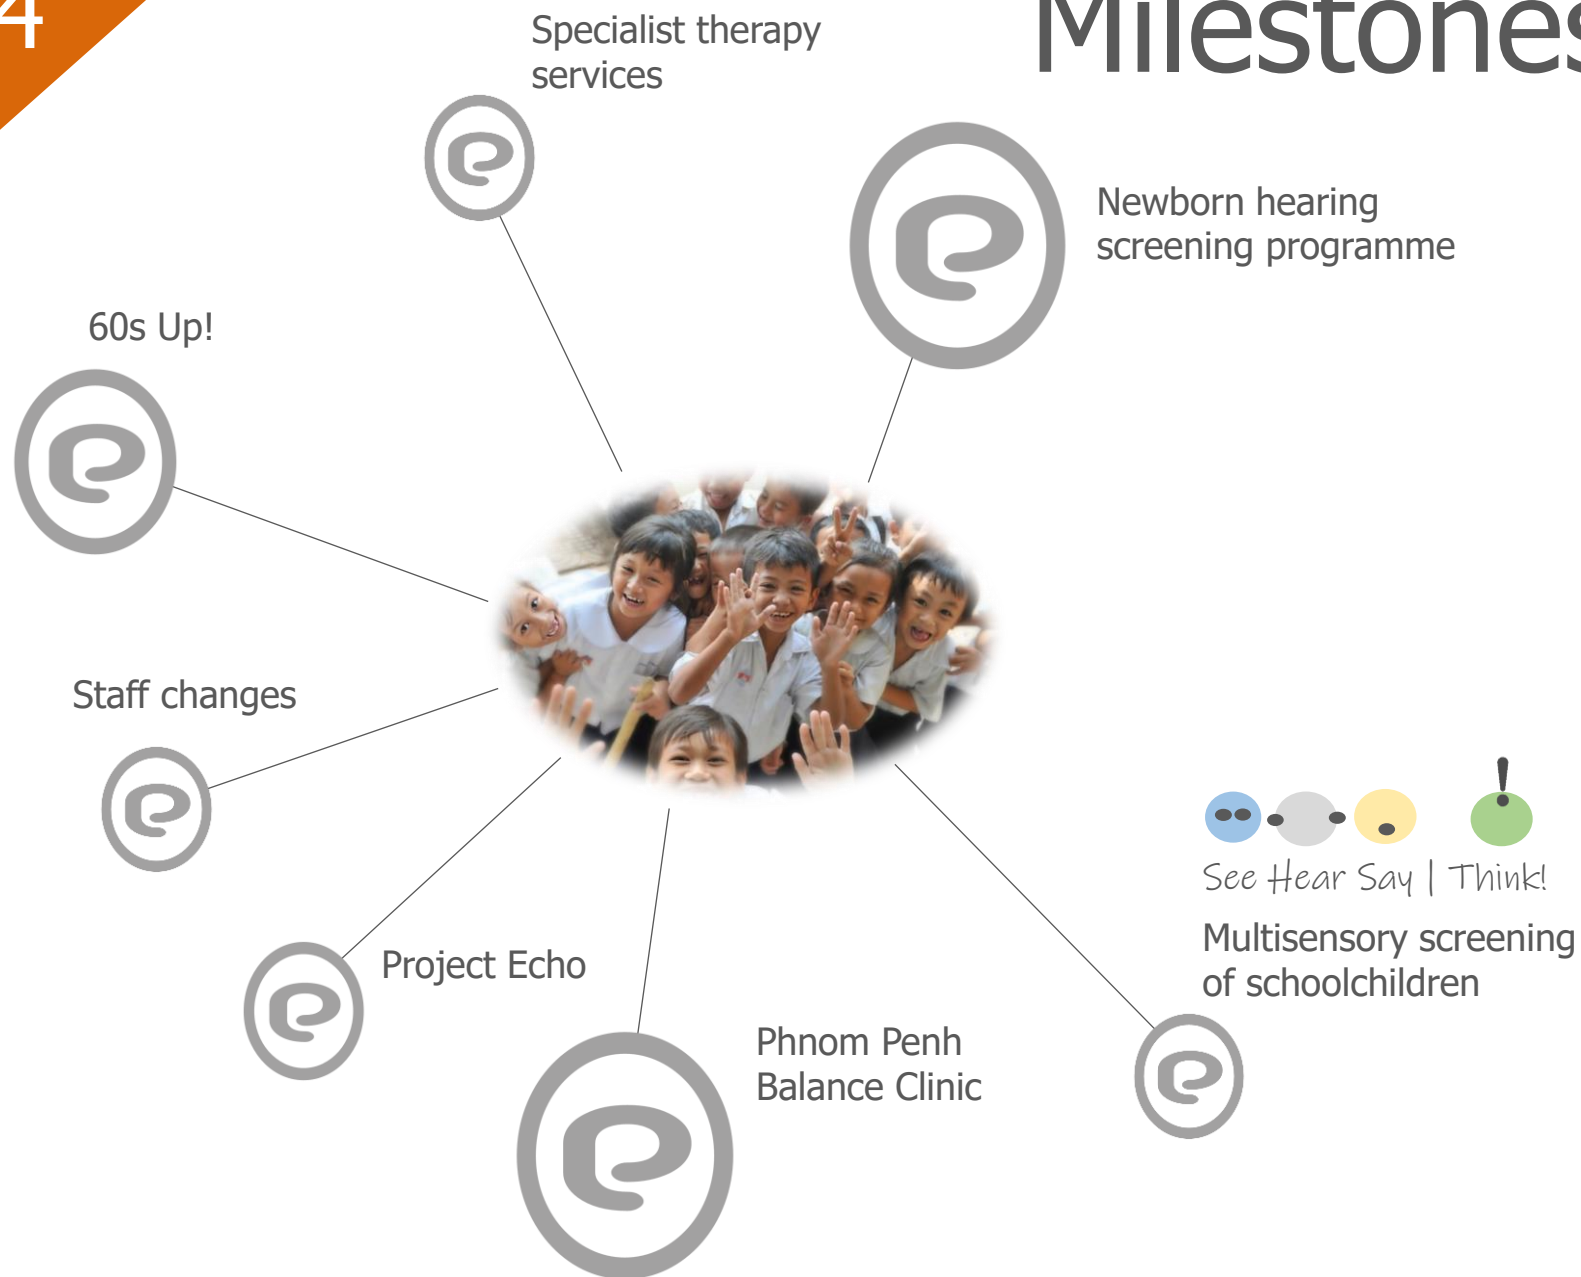 4
Milestones
Specialist therapy
services
Newborn hearing
screening programme
60s Up!
Staff changes
See Hear Say | Think!
Multisensory screening
of schoolchildren
Project Echo
Phnom Penh
Balance Clinic